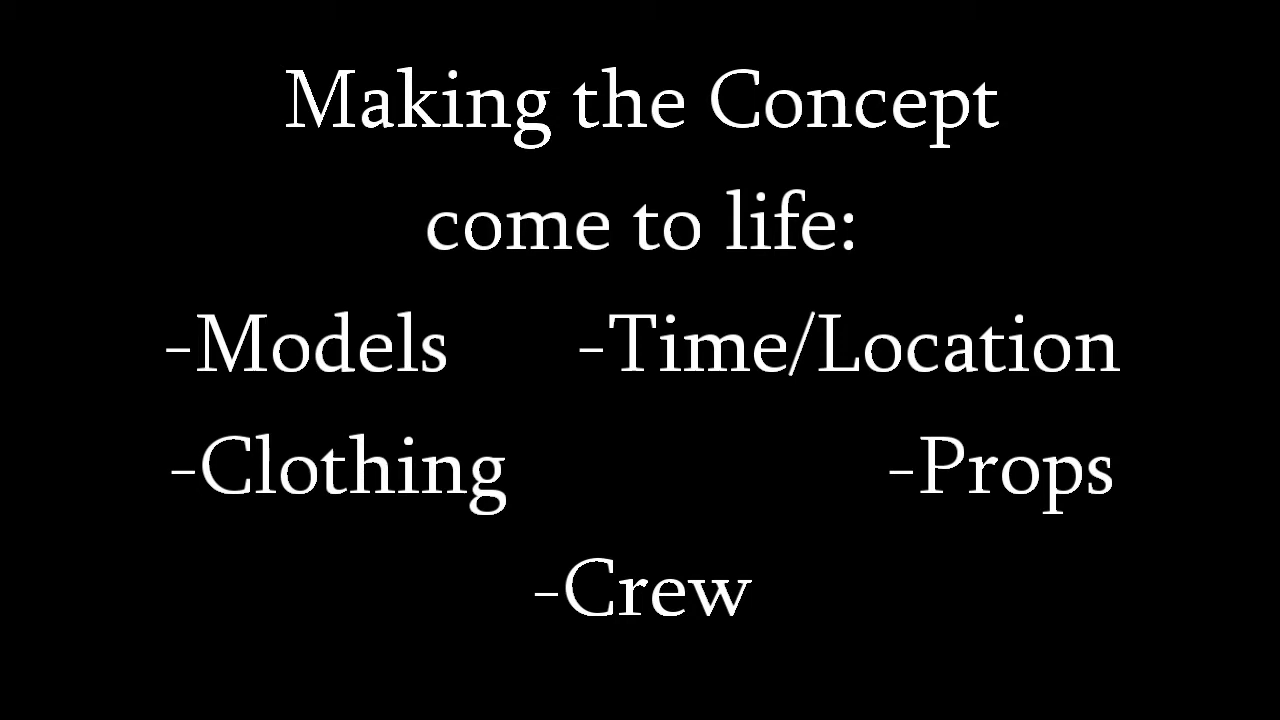 Making the Concept
come to life:
-Models -Time/Location
-Clothing -Props
-Crew